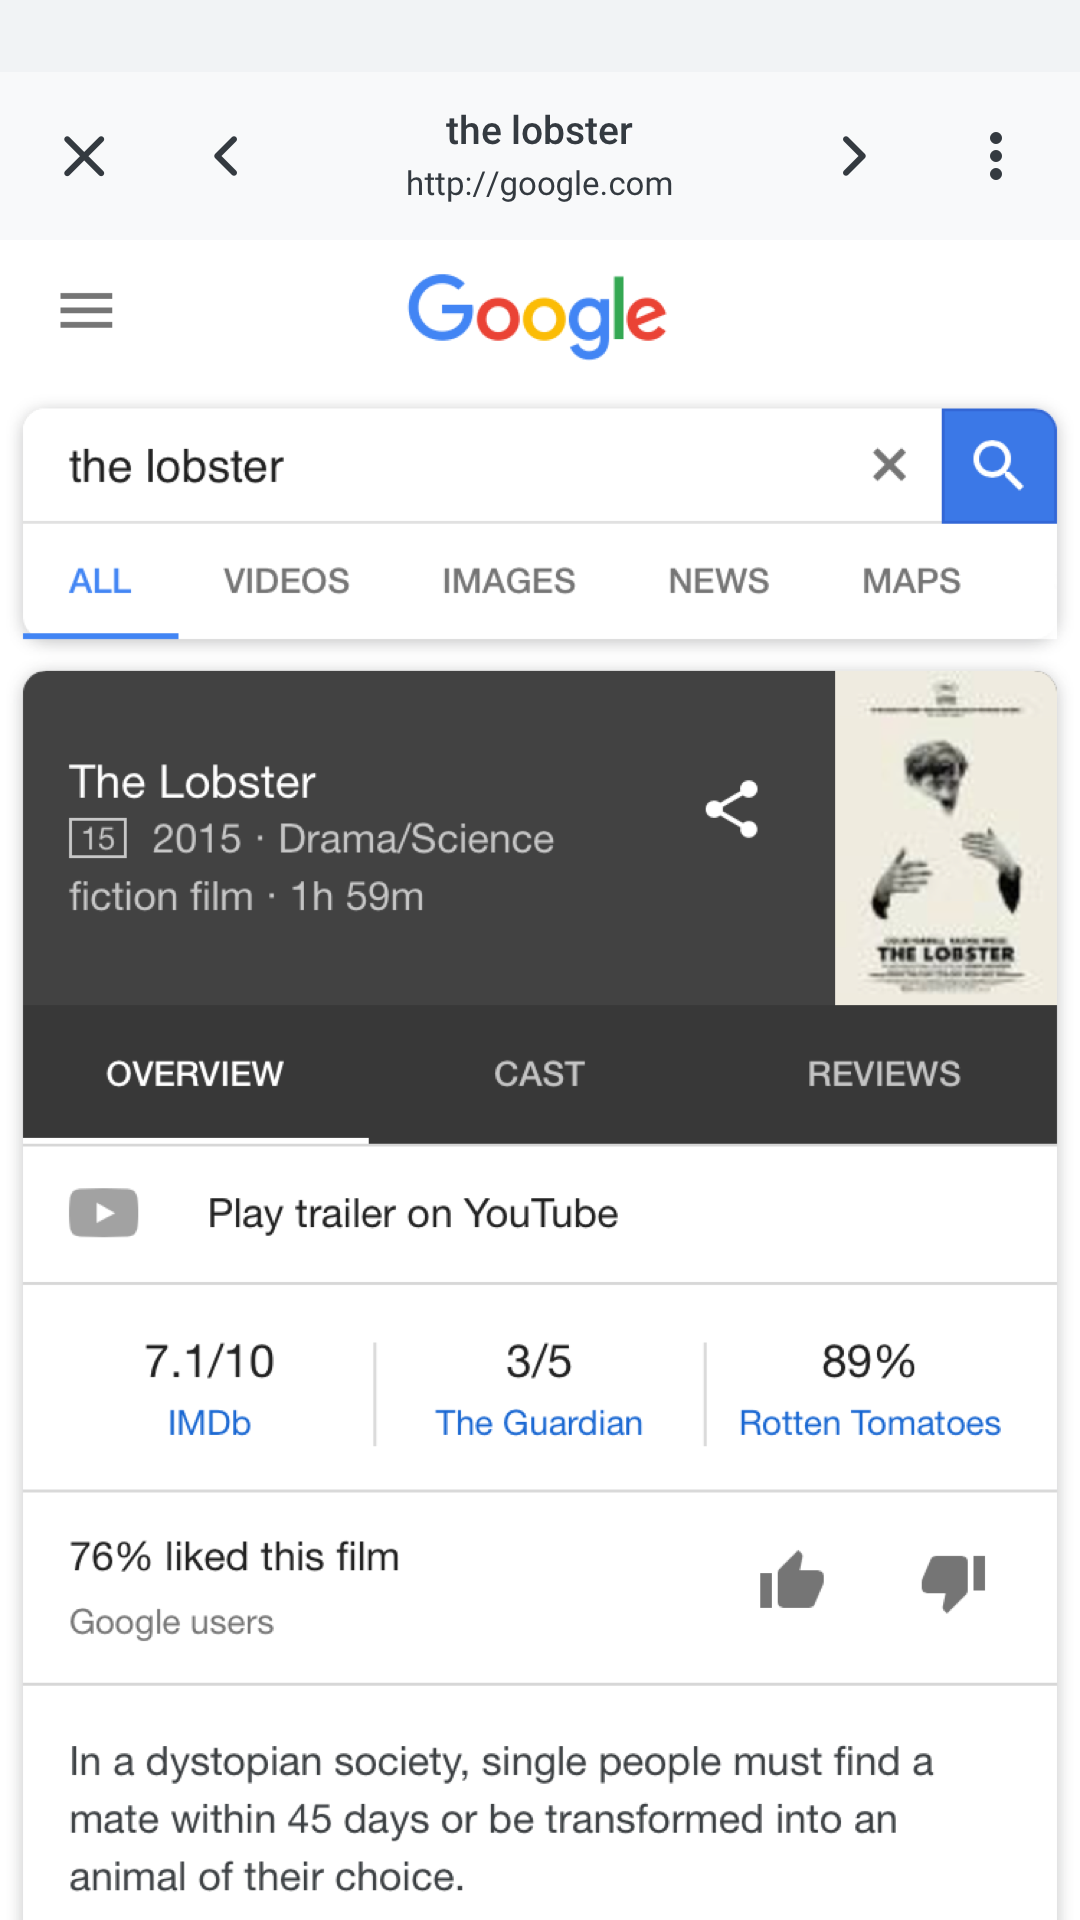 the lobster
http://google.com
Google
the lobster
ALL VIDEOS IMAGES NEWS MAPS
The Lobster
15 2015 · Drama/Science
fiction film · 1h 59m
THE LOBSTER
OVERVIEW CAST REVIEWS
Play trailer on YouTube
7.1/10 3/5 89%
IMDb The Guardian Rotten Tomatoes
76% liked this film
Google users
In a dystopian society, single people must find a
mate within 45 days or be transformed into an
animal of their choice.